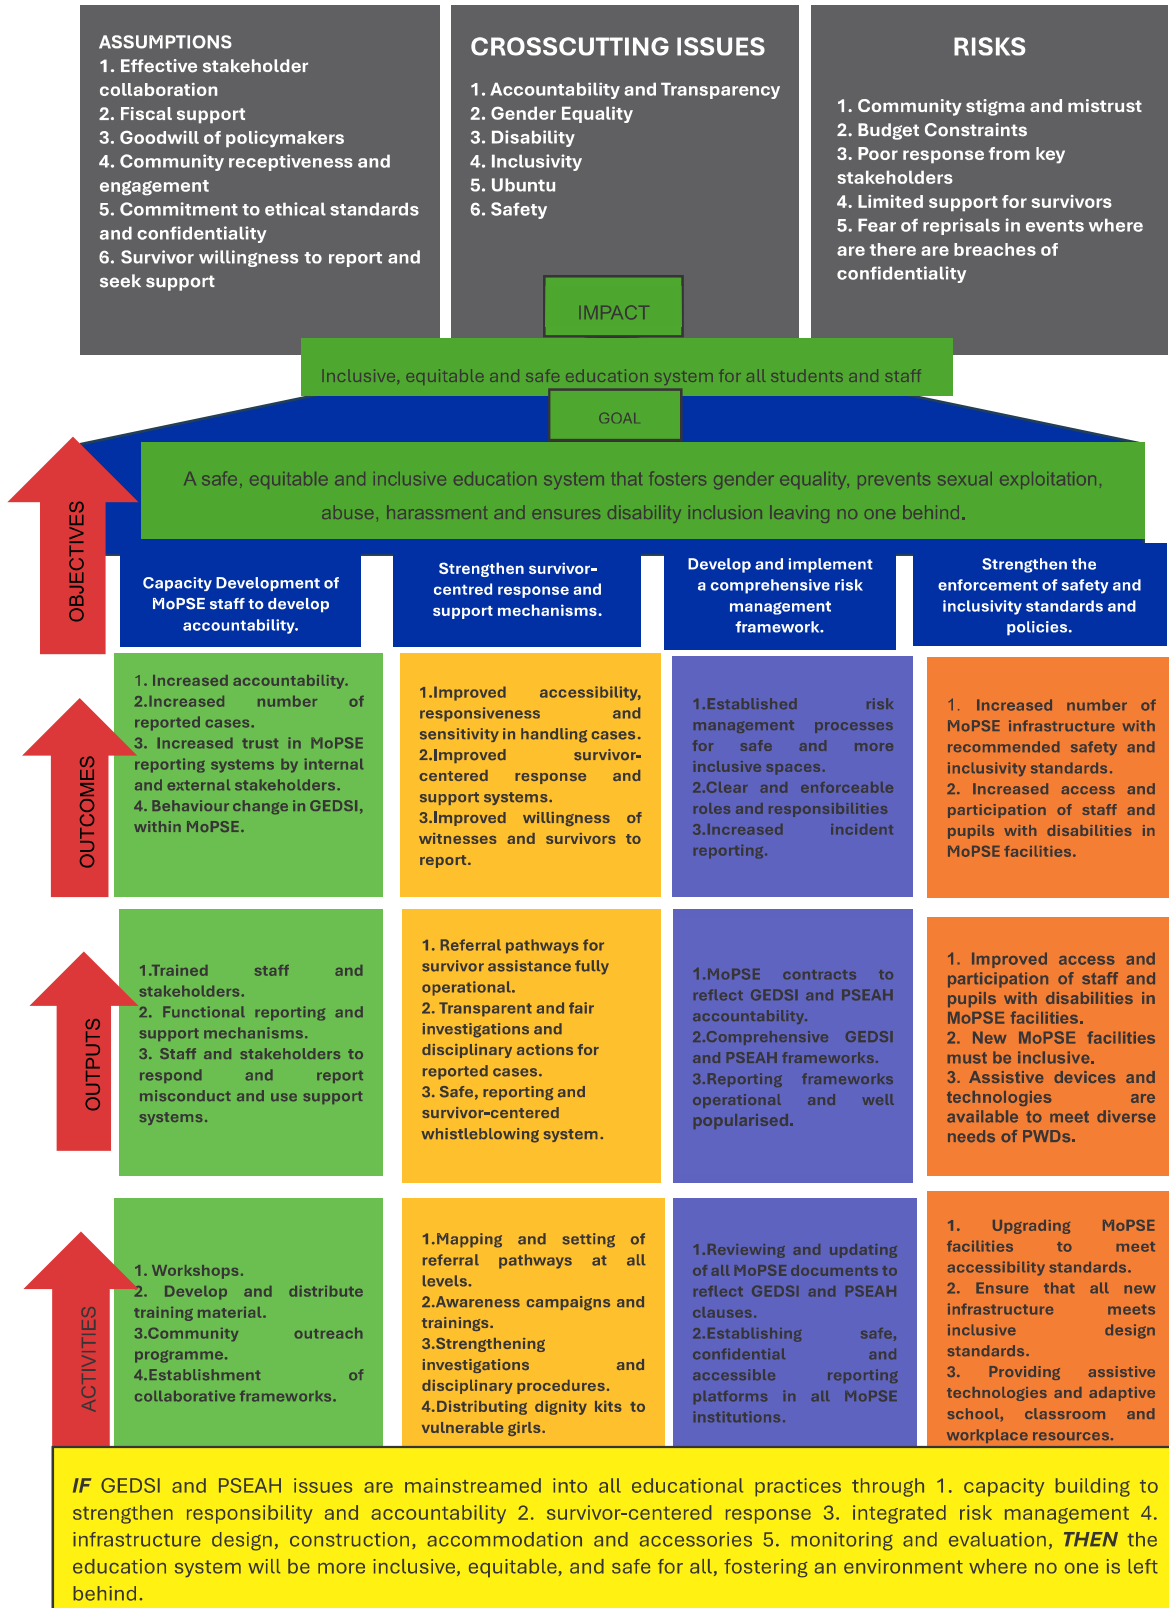 ASSUMPTIONS
1. Effective stakeholder
collaboration
2. Fiscal support
3. Goodwill of policymakers
4. Community receptiveness and
engagement
5. Commitment to ethical standards
and confidentiality
6. Survivor willingness to report and
seek support
CROSSCUTTING ISSUES
1. Accountability and Transparency
2. Gender Equality
3. Disability
4. Inclusivity
5. Ubuntu
6. Safety
RISKS
1. Community stigma and mistrust
2. Budget Constraints
3. Poor response from key
stakeholders
4. Limited support for survivors
5. Fear of reprisals in events where
are there are breaches of
confidentiality
IMPACT
Inclusive, equitable and safe education system for all students and staff
GOAL
A safe, equitable and inclusive education system that fosters gender equality, prevents sexual exploitation,
abuse, harassment and ensures disability inclusion leaving no one behind.
OBJECTIVES
Capacity Development of
MoPSE staff to develop
accountability.
Strengthen survivor-
centred response and
support mechanisms.
Develop and implement
a comprehensive risk
management
framework.
Strengthen the
enforcement of safety and
inclusivity standards and
policies.
OUTCOMES
1. Increased accountability.
2.Increased number of
reported cases.
3. Increased trust in MoPSE
reporting systems by internal
and external stakeholders.
4. Behaviour change in GEDSI,
within MoPSE.
1.Improved accessibility,
responsiveness and
sensitivity in handling cases.
2.Improved survivor-
centered response and
support systems.
3.Improved willingness of
witnesses and survivors to
report.
1.Established risk
management processes
for safe and more
inclusive spaces.
2.Clear and enforceable
roles and responsibilities
3.Increased incident
reporting.
1. Increased number of
MoPSE infrastructure with
recommended safety and
inclusivity standards.
2. Increased access and
participation of staff and
pupils with disabilities in
MoPSE facilities.
OUTPUTS
1.Trained staff and
stakeholders.
2. Functional reporting and
support mechanisms.
3. Staff and stakeholders to
respond and report
misconduct and use support
systems.
1. Referral pathways for
survivor assistance fully
operational.
2. Transparent and fair
investigations and
disciplinary actions for
reported cases.
3. Safe, reporting and
survivor-centered
whistleblowing system.
1.MoPSE contracts to
reflect GEDSI and PSEAH
accountability.
2.Comprehensive GEDSI
and PSEAH frameworks.
3.Reporting frameworks
operational and well
popularised.
1. Improved access and
participation of staff and
pupils with disabilities in
MoPSE facilities.
2. New MoPSE facilities
must be inclusive.
3. Assistive devices and
technologies are
available to meet diverse
needs of PWDs.
ACTIVITIES
1. Workshops.
2. Develop and distribute
training material.
3.Community outreach
programme.
4.Establishment of
collaborative frameworks.
1.Mapping and setting of
referral pathways at all
levels.
2.Awareness campaigns and
trainings.
3.Strengthening
investigations and
disciplinary procedures.
4.Distributing dignity kits to
vulnerable girls.
1.Reviewing and updating
of all MoPSE documents to
reflect GEDSI and PSEAH
clauses.
2.Establishing safe,
confidential and
accessible reporting
platforms in all MoPSE
institutions.
1. Upgrading MoPSE
facilities to meet
accessibility standards.
2. Ensure that all new
infrastructure meets
inclusive design
standards.
3. Providing assistive
technologies and adaptive
school, classroom and
workplace resources.
IF GEDSI and PSEAH issues are mainstreamed into all educational practices through 1. capacity building to
strengthen responsibility and accountability 2. survivor-centered response 3. integrated risk management 4.
infrastructure design, construction, accommodation and accessories 5. monitoring and evaluation, THEN the
education system will be more inclusive, equitable, and safe for all, fostering an environment where no one is left
behind.